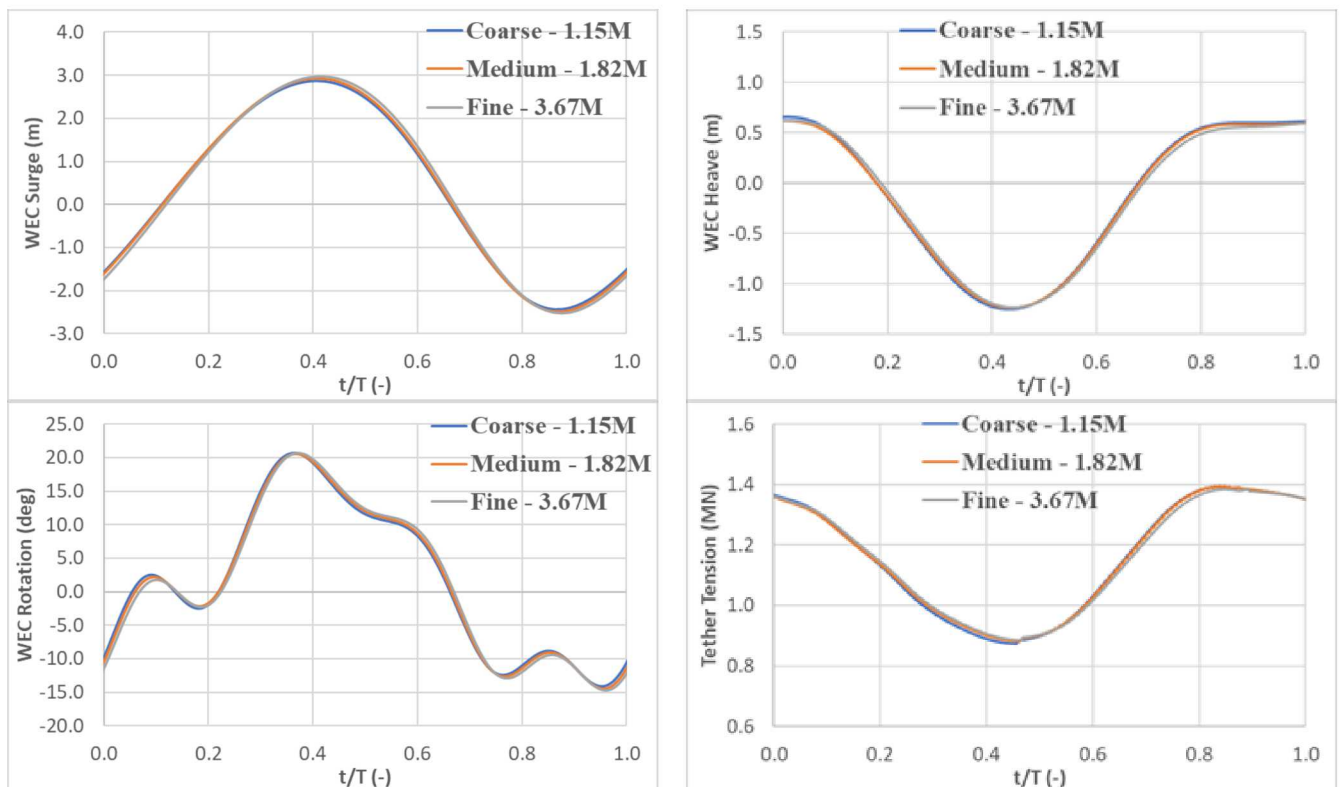 4.0
3.0
2.0
1.0
0.0
-1.0
-2.0
-3.0
WEC Surge (m)
Coarse - 1.15M
Medium - 1.82M
Fine - 3.67M
0.0 0.2 0.4 0.6 0.8 1.0
t/T (-)
1.5
1.0
0.5
0.0
-0.5
-1.0
-1.5
WEC Heave (m)
Coarse - 1.15M
Medium - 1.82M
Fine - 3.67M
0.0 0.2 0.4 0.6 0.8 1.0
t/T (-)
25.0
20.0
15.0
10.0
5.0
0.0
-5.0
-10.0
-15.0
-20.0
WEC Rotation (deg)
Coarse - 1.15M
Medium - 1.82M
Fine - 3.67M
0.0 0.2 0.4 0.6 0.8 1.0
t/T (-)
1.6
1.4
1.2
1.0
0.8
0.6
Tether Tension (MN)
Coarse - 1.15M
Medium - 1.82M
Fine - 3.67M
0.0 0.2 0.4 0.6 0.8 1.0
t/T (-)